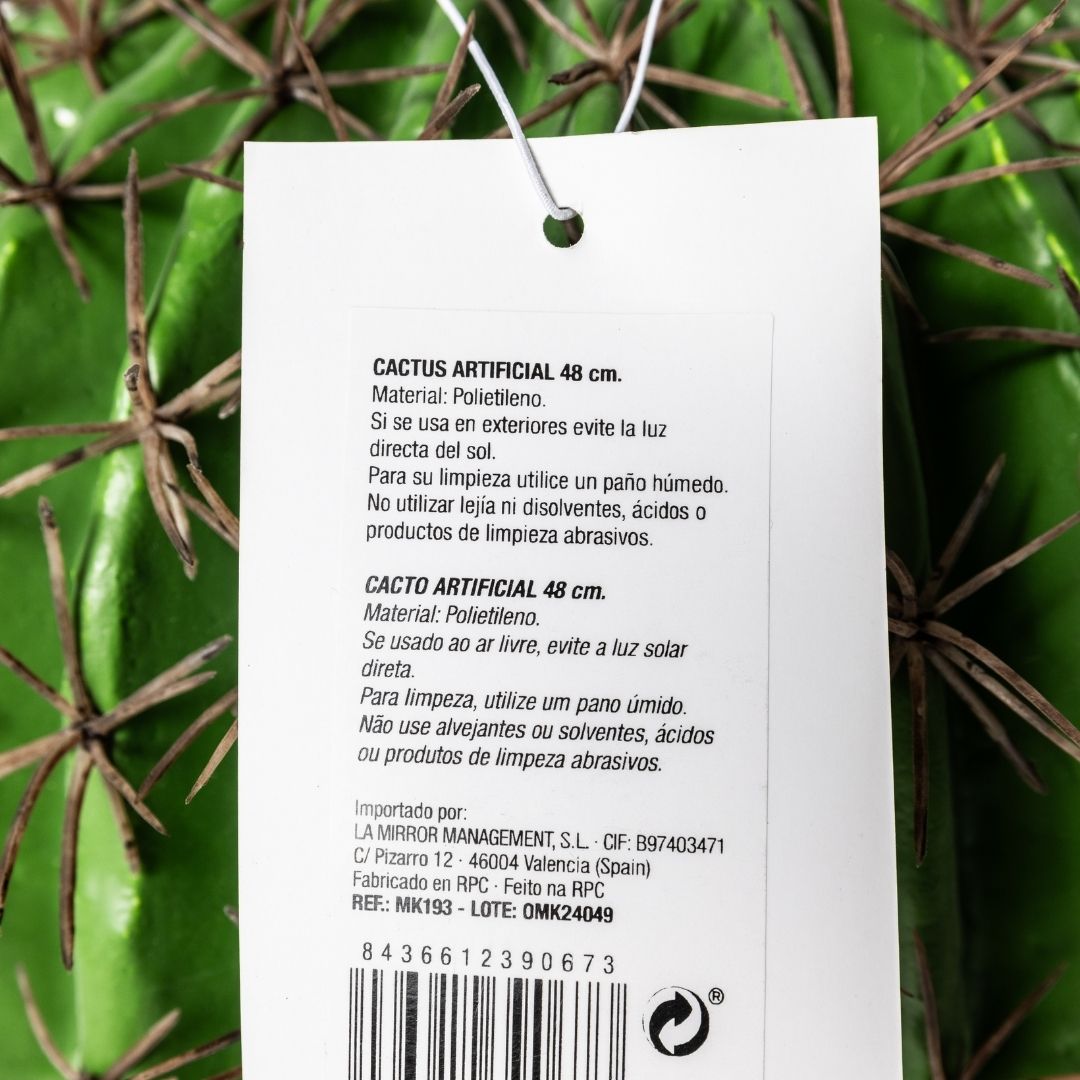 CACTUS ARTIFICIAL 48 cm.
Material: Polietileno.
Si se usa en exteriores evite la luz
directa del sol.
Para su limpieza utilice un paño húmedo.
No utilizar lejía ni disolventes, ácidos o
productos de limpieza abrasivos.
CACTO ARTIFICIAL 48 cm.
Material: Polietileno.
Se usado ao ar livre, evite a luz solar
direta.
Para limpeza, utilize um pano úmido.
Não use alvejantes ou solventes, ácidos
ou produtos de limpeza abrasivos.
Importado por:
LA MIRROR MANAGEMENT, S.L. · CIF: B97403471
C/ Pizarro 12 · 46004 Valencia (Spain)
Fabricado en RPC · Feito na RPC
REF.: MK193 - LOTE: OMK24049
8436612390673
®